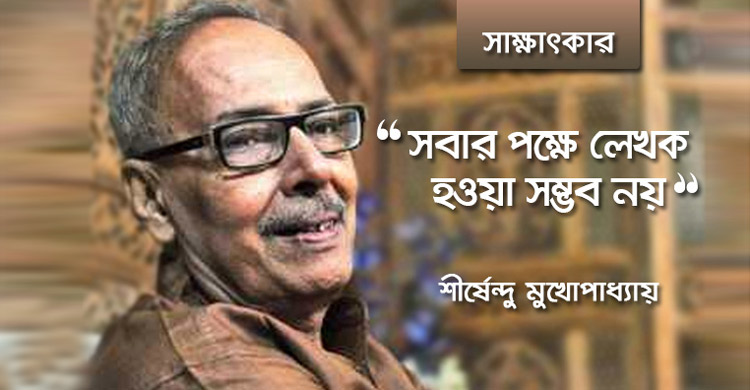 সাক্ষাৎকার
“সবার পক্ষে লেখক
হওয়া সম্ভব নয়”
শীর্ষেন্দু মুখোপাধ্যায়